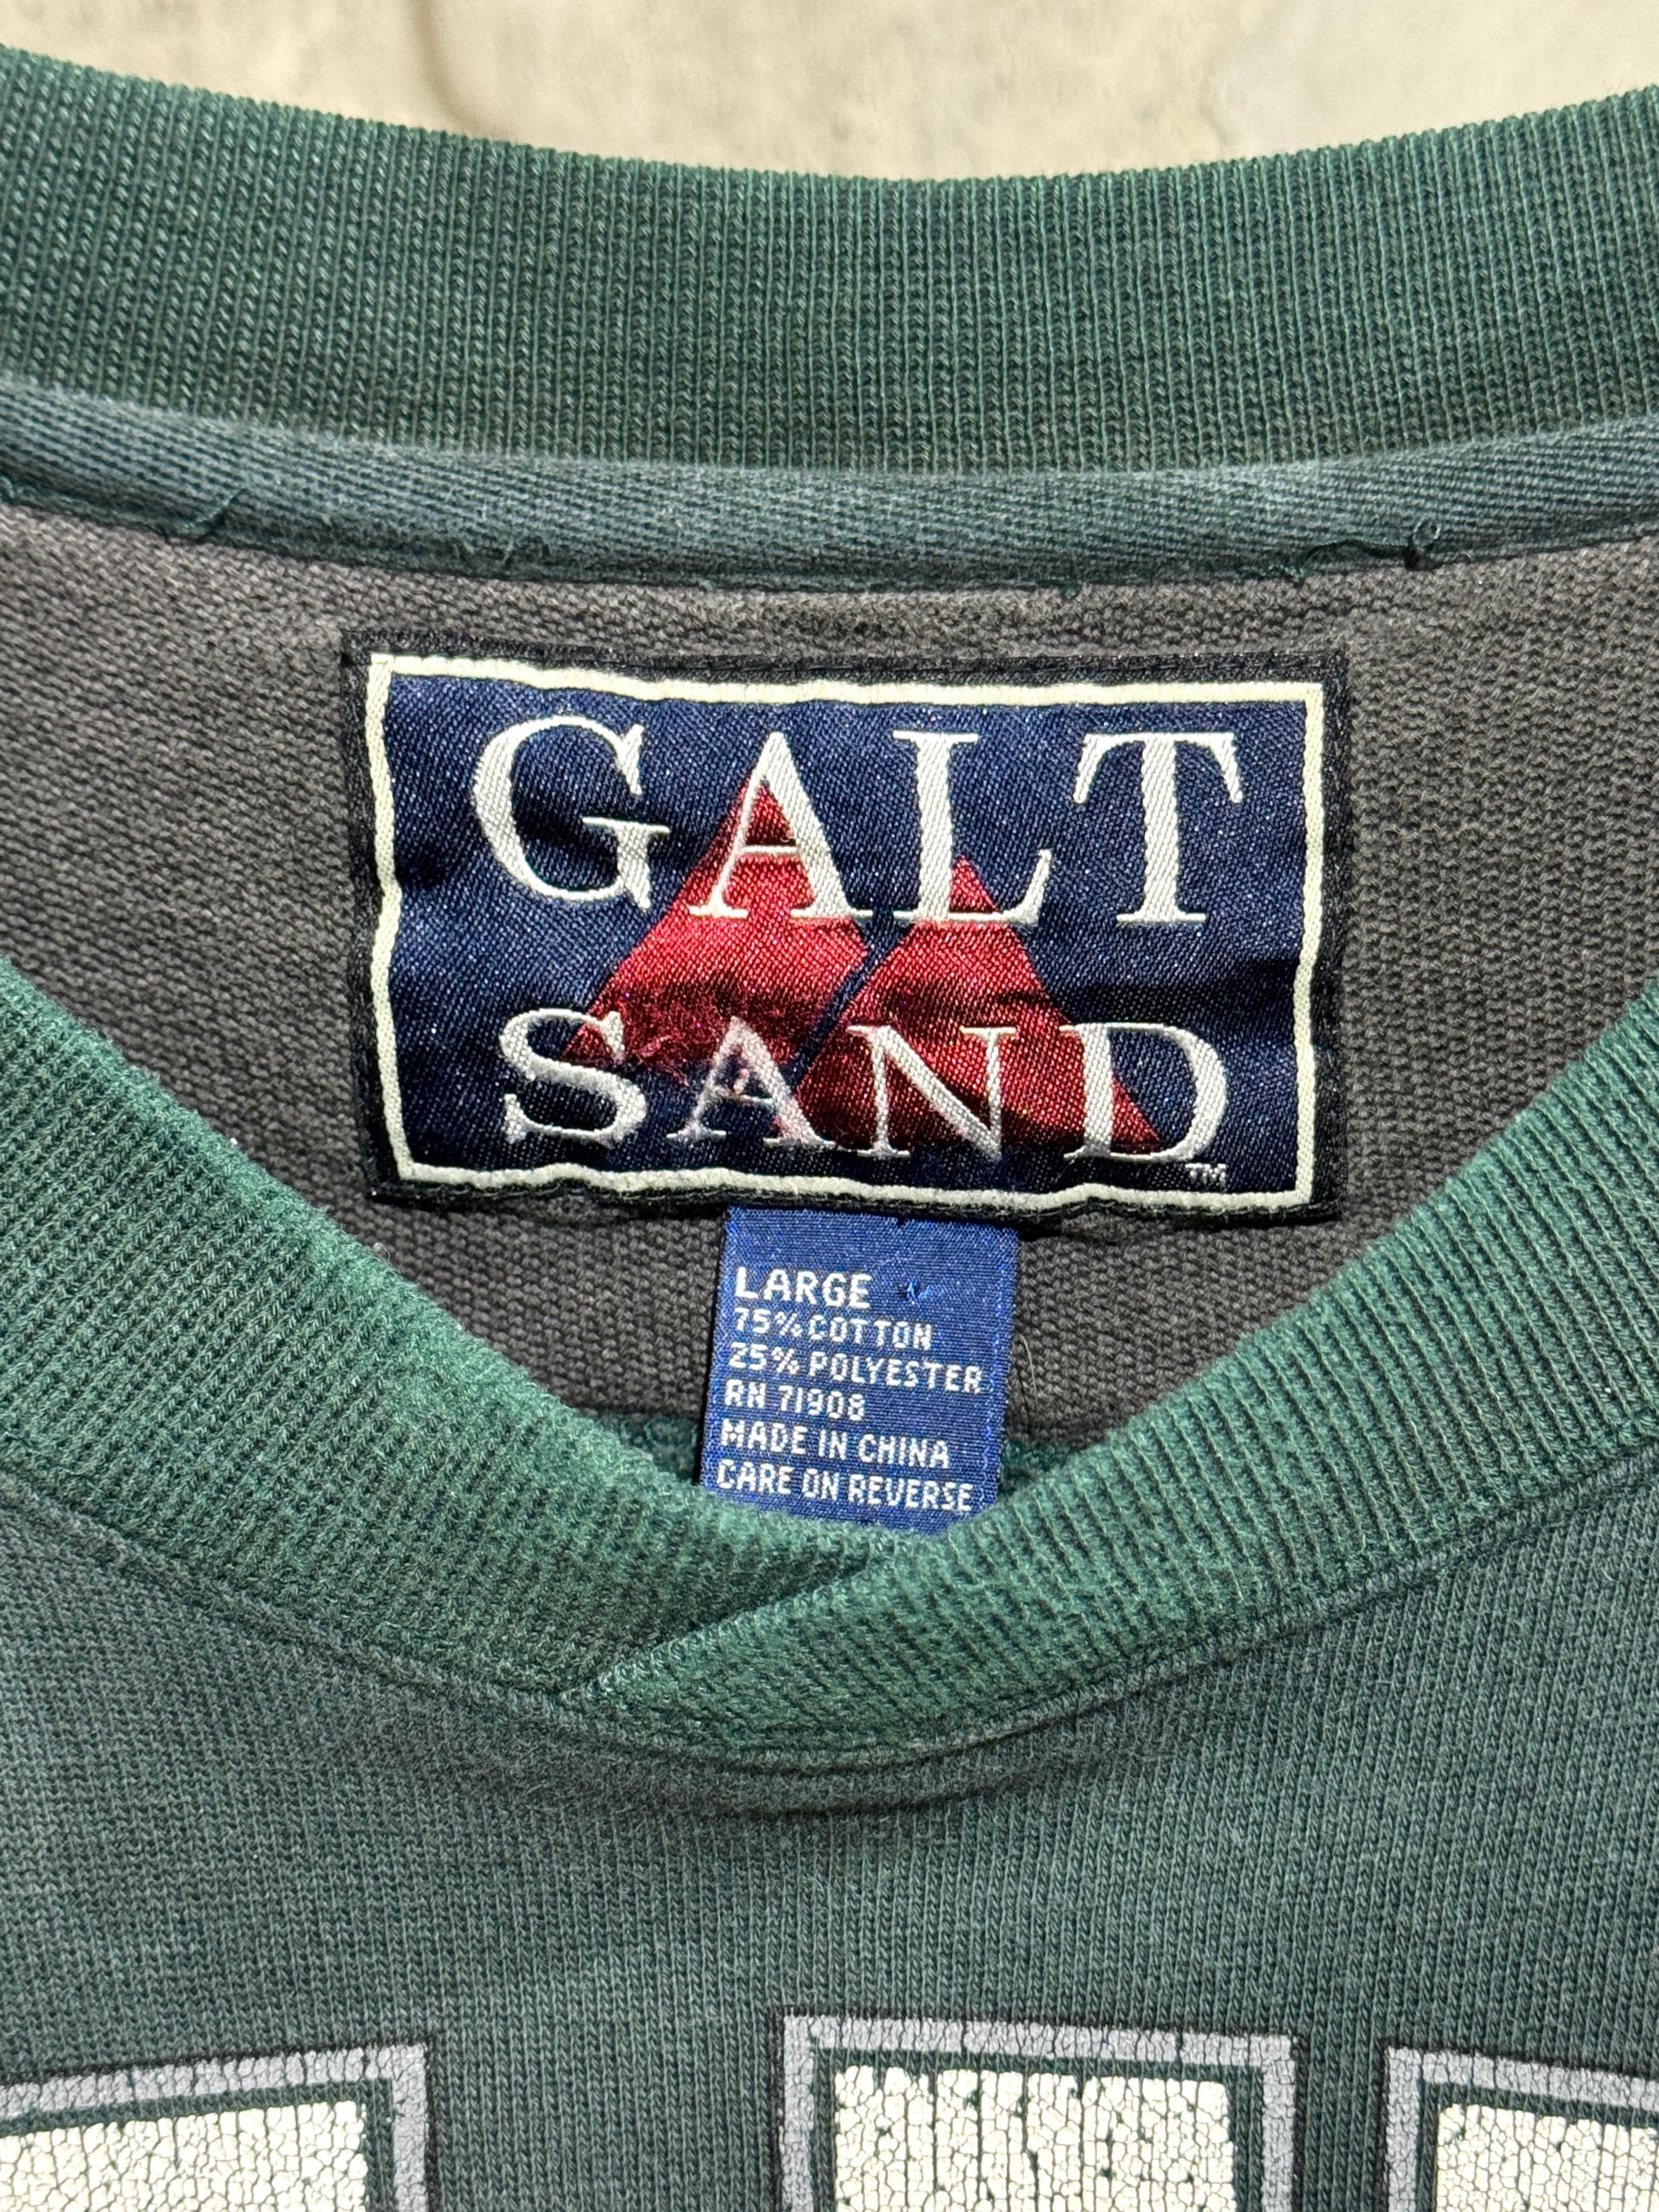 GALT
SAND
™
LARGE
75% COTTON
25% POLYESTER
RN 71908
MADE IN CHINA
CARE ON REVERSE